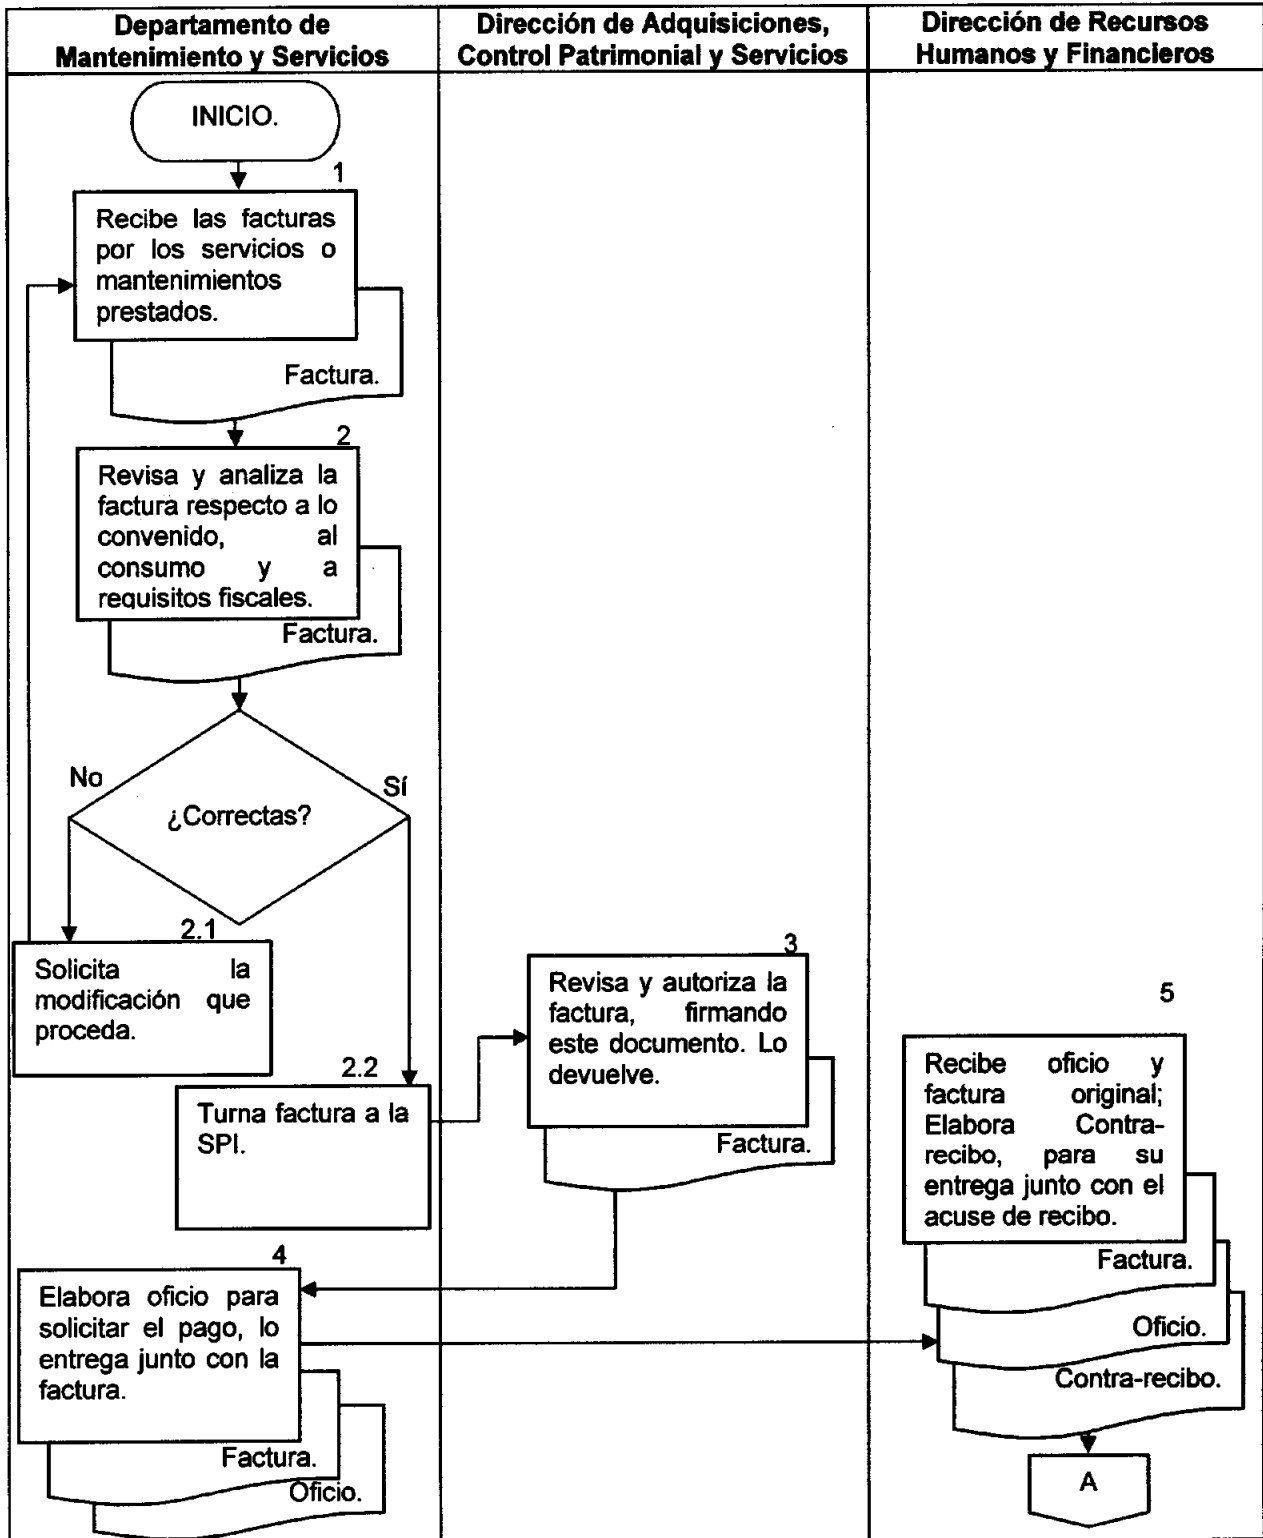 Departamento de
Mantenimiento y Servicios
Dirección de Adquisiciones,
Control Patrimonial y Servicios
Dirección de Recursos
Humanos y Financieros
INICIO.
1
Recibe las facturas
por los servicios o
mantenimientos
prestados.
Factura.
2
Revisa y analiza la
factura respecto a lo
convenido, al
consumo y a
requisitos fiscales.
Factura.
No
Sí
¿Correctas?
2.1
Solicita la
modificación que
proceda.
2.2
Turna factura a la
SPI.
3
Revisa y autoriza la
factura, firmando
este documento. Lo
devuelve.
Factura.
4
Elabora oficio para
solicitar el pago, lo
entrega junto con la
factura.
Factura.
Oficio.
5
Recibe oficio y
factura original;
Elabora Contra-
recibo, para su
entrega junto con el
acuse de recibo.
Factura.
Oficio.
Contra-recibo.
A